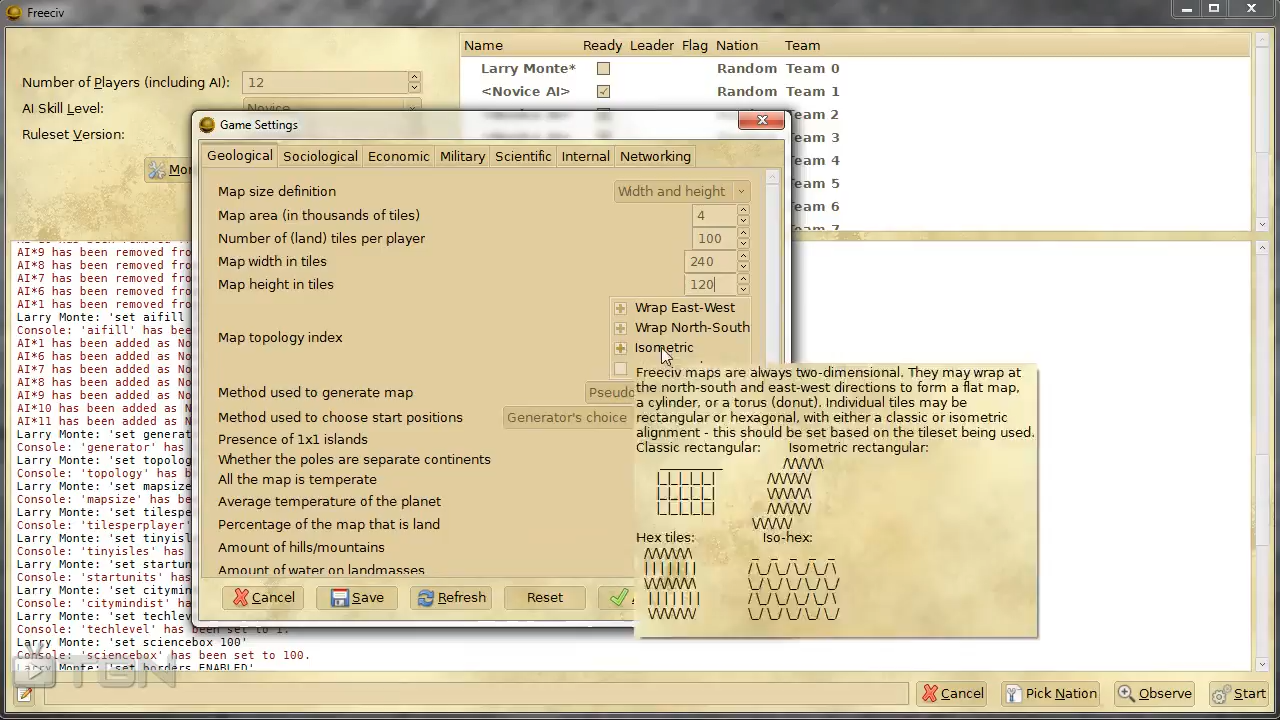 Freeciv
Number of Players (including AI): 12
AI Skill Level: Novice
Ruleset Version:
Name Ready Leader Flag Nation Team
Larry Monte* Random Team 0
<Novice AI> Random Team 1
Team 2
Team 3
Team 4
Team 5
Team 6
Game Settings
Geological Sociological Economic Military Scientific Internal Networking
Map size definition Width and height
Map area (in thousands of tiles) 4
Number of (land) tiles per player 100
Map width in tiles 240
Map height in tiles 120
Map topology index
Wrap East-West
Wrap North-South
Isometric
Method used to generate map Pseudo
Method used to choose start positions Generator's choice
Presence of 1x1 islands
Whether the poles are separate continents
All the map is temperate
Average temperature of the planet
Percentage of the map that is land
Amount of hills/mountains
Amount of water on landmasses
Cancel Save Refresh Reset
Freeciv maps are always two-dimensional. They may wrap at
the north-south and east-west directions to form a flat map,
a cylinder, or a torus (donut). Individual tiles may be
rectangular or hexagonal, with either a classic or isometric
alignment - this should be set based on the tileset being used.
Classic rectangular: Isometric rectangular:
Hex tiles: Iso-hex:
AI*9 has been removed fro
AI*8 has been removed fro
AI*7 has been removed fro
AI*6 has been removed fro
AI*1 has been removed fro
Larry Monte: 'set aifill
Console: 'aifill' has bee
AI*1 has been added as No
AI*6 has been added as No
AI*7 has been added as No
AI*8 has been added as No
AI*9 has been added as No
AI*10 has been added as N
AI*11 has been added as N
Larry Monte: 'set generat
Console: 'generator' has
Larry Monte: 'set topolog
Console: 'topology' has b
Larry Monte: 'set mapsize
Console: 'mapsize' has be
Larry Monte: 'set tilespe
Console: 'tilesperplayer'
Larry Monte: 'set tinyisl
Console: 'tinyisles' has
Larry Monte: 'set startun
Console: 'startunits' has
Larry Monte: 'set citymin
Console: 'citymindist' ha
Larry Monte: 'set techlev
Console: 'techlevel' has been set to 1.
Larry Monte: 'set sciencebox 100'
Console: 'sciencebox' has been set to 100.
Larry Monte: 'set borders ENABLED'
TGN
Cancel Pick Nation Observe Start